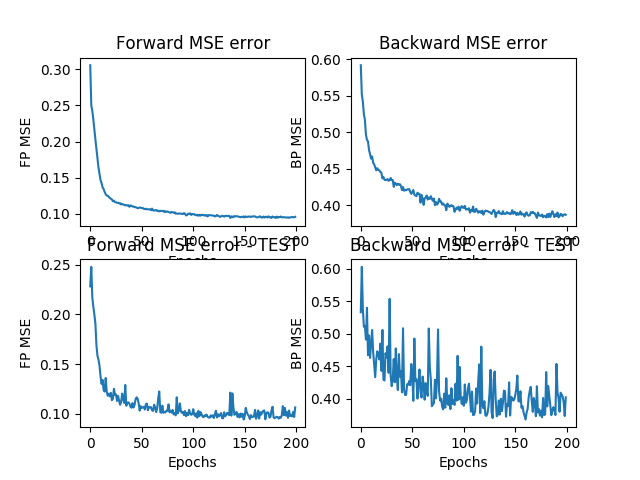 Forward MSE error
Backward MSE error
FP MSE
0.30
0.25
0.20
0.15
0.10
0 50 100 150 200
Epochs
BP MSE
0.60
0.55
0.50
0.45
0.40
0 50 100 150 200
Epochs
Forward MSE error - TEST
Backward MSE error - TEST
FP MSE
0.25
0.20
0.15
0.10
0 50 100 150 200
Epochs
BP MSE
0.60
0.55
0.50
0.45
0.40
0 50 100 150 200
Epochs